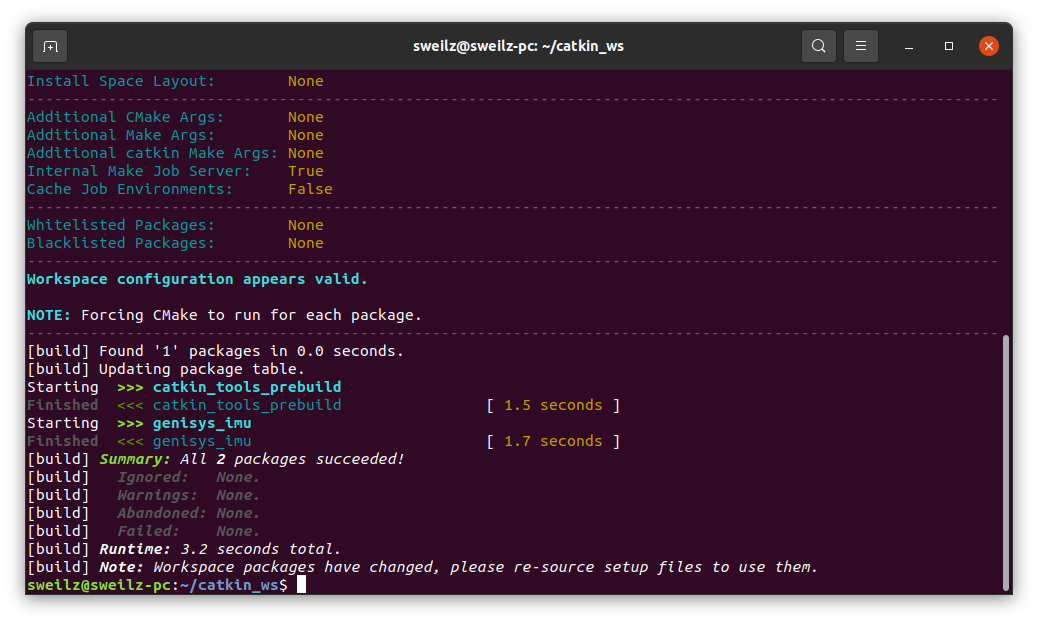 sweilz@sweilz-pc: ~/catkin_ws
Install Space Layout:        None
--------------------------------------------------------------------------------------------------------------
Additional CMake Args:       None
Additional Make Args:        None
Additional catkin Make Args: None
Internal Make Job Server:    True
Cache Job Environments:      False
--------------------------------------------------------------------------------------------------------------
Whitelisted Packages:        None
Blacklisted Packages:        None
--------------------------------------------------------------------------------------------------------------
Workspace configuration appears valid.
NOTE: Forcing CMake to run for each package.
--------------------------------------------------------------------------------------------------------------
[build] Found '1' packages in 0.0 seconds.
[build] Updating package table.
Starting  >>> catkin_tools_prebuild
Finished  <<< catkin_tools_prebuild                [ 1.5 seconds ]
Starting  >>> genisys_imu
Finished  <<< genisys_imu                          [ 1.7 seconds ]
[build] Summary: All 2 packages succeeded!
[build]   Ignored:   None.
[build]   Warnings:  None.
[build]   Abandoned: None.
[build]   Failed:    None.
[build] Runtime: 3.2 seconds total.
[build] Note: Workspace packages have changed, please re-source setup files to use them.
sweilz@sweilz-pc:~/catkin_ws$